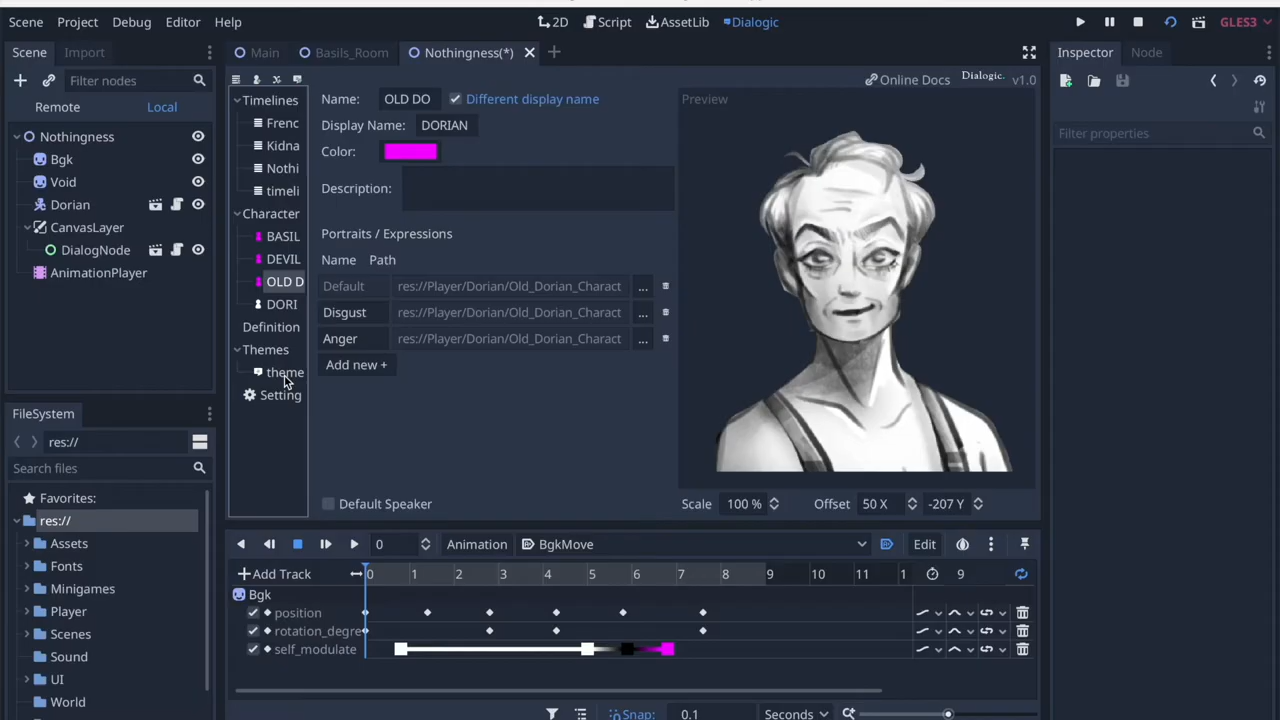 Scene Project Debug Editor Help 2D Script AssetLib Dialogic GLES3
Scene Import
Main Basils_Room Nothingness(*)
Inspector Node
Filter nodes
Online Docs Dialogic. v1.0
Remote Local
Filter properties
Nothingness
Bgk
Void
Dorian
CanvasLayer
DialogNode
AnimationPlayer
Timelines
Frenc
Kidna
Nothi
timeli
Character
BASIL
DEVIL
OLD D
DORI
Definition
Themes
theme
Setting
Name: OLD DO Different display name
Display Name: DORIAN
Color:
Description:
Portraits / Expressions
Name Path
Default res://Player/Dorian/Old_Dorian_Charact ...
Disgust res://Player/Dorian/Old_Dorian_Charact ...
Anger res://Player/Dorian/Old_Dorian_Charact ...
Add new +
Default Speaker
Preview
Scale 100 % Offset 50 X -207 Y
FileSystem
res://
Search files
Favorites:
res://
Assets
Fonts
Minigames
Player
Scenes
Sound
UI
World
0 Animation BgkMove Edit
Add Track 0 1 2 3 4 5 6 7 8 9 10 11 1 9
Bgk
position
rotation_degre
self_modulate
Snap: 0.1 Seconds